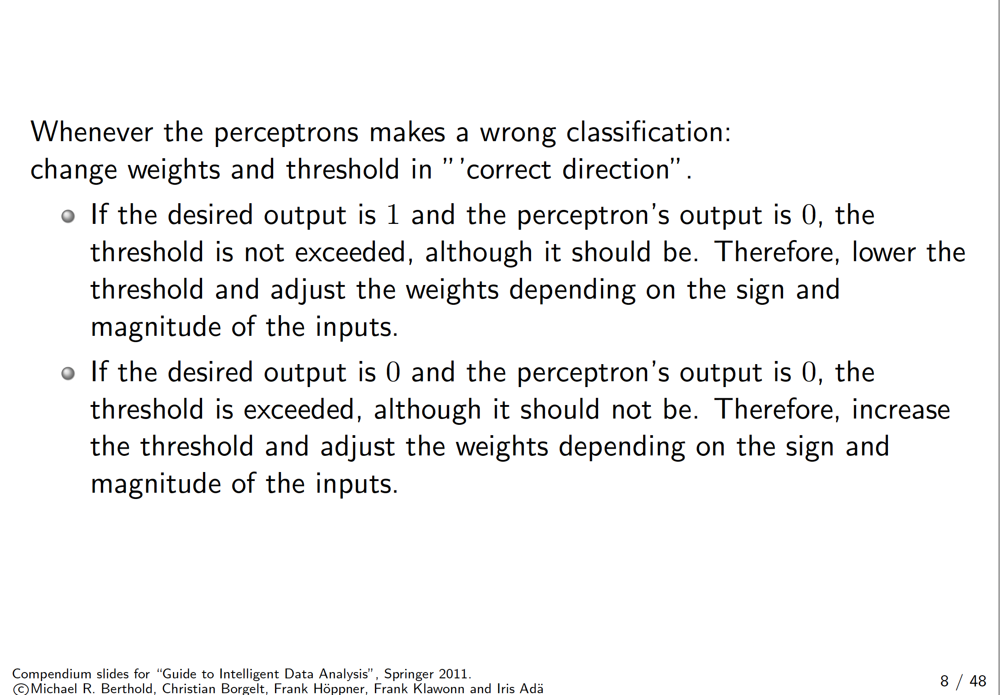 Whenever the perceptrons makes a wrong classification:
change weights and threshold in ” ’correct direction”.
If the desired output is 1 and the perceptron’s output is 0, the
threshold is not exceeded, although it should be. Therefore, lower the
threshold and adjust the weights depending on the sign and
magnitude of the inputs.
If the desired output is 0 and the perceptron’s output is 0, the
threshold is exceeded, although it should not be. Therefore, increase
the threshold and adjust the weights depending on the sign and
magnitude of the inputs.
Compendium slides for “Guide to Intelligent Data Analysis”, Springer 2011.
©Michael R. Berthold, Christian Borgelt, Frank Höppner, Frank Klawonn and Iris Adä
8 / 48